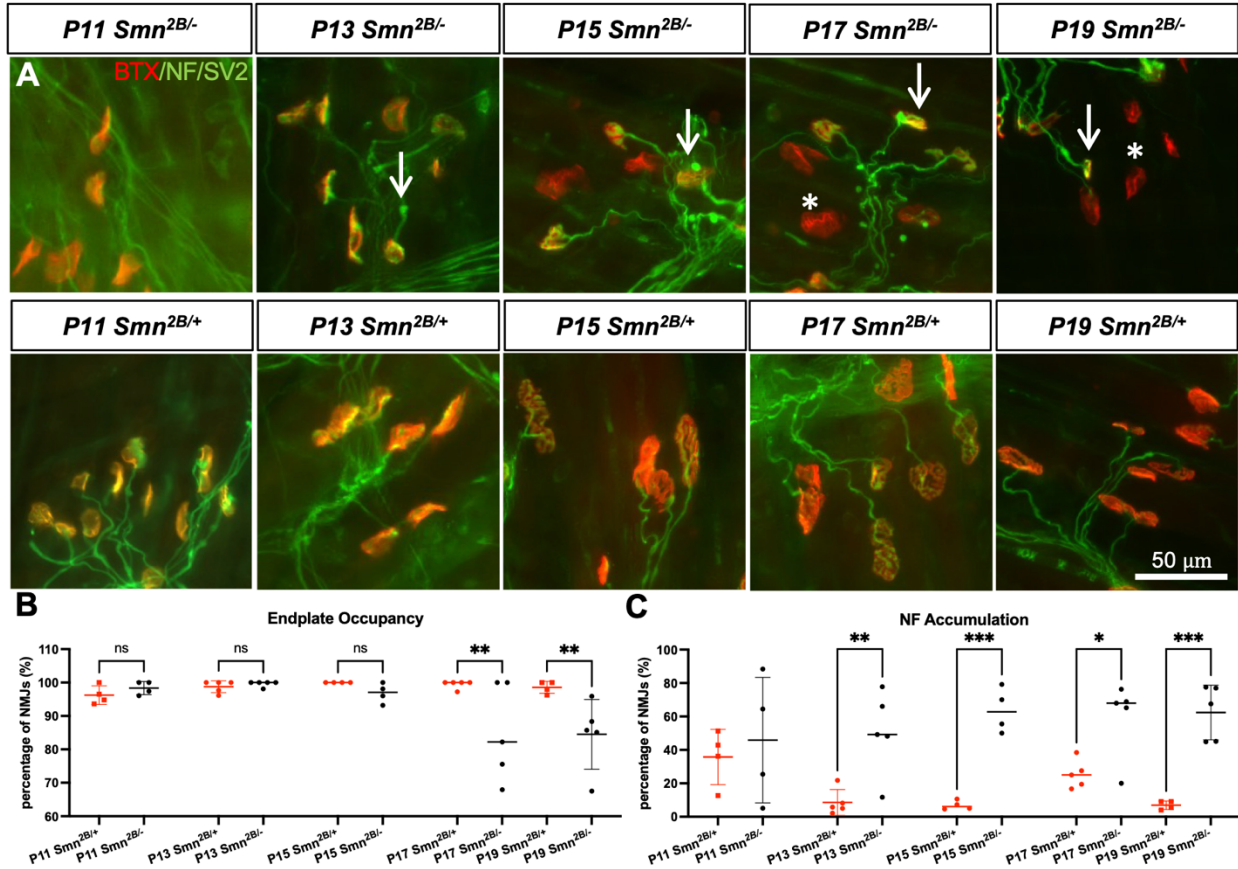 P11 Smn2B/- P13 Smn2B/- P15 Smn2B/- P17 Smn2B/- P19 Smn2B/-
A
BTX/NF/SV2
*
*
P11 Smn2B/+ P13 Smn2B/+ P15 Smn2B/+ P17 Smn2B/+ P19 Smn2B/+
50 µm
B
Endplate Occupancy
percentage of NMJs (%)
110
100
90
80
70
60
ns ns ns ** **
P11 Smn2B/+ P11 Smn2B/- P13 Smn2B/+ P13 Smn2B/- P15 Smn2B/+ P15 Smn2B/- P17 Smn2B/+ P17 Smn2B/- P19 Smn2B/+ P19 Smn2B/-
C
NF Accumulation
percentage of NMJs (%)
100
80
60
40
20
0
** *** * ***
P11 Smn2B/+ P11 Smn2B/- P13 Smn2B/+ P13 Smn2B/- P15 Smn2B/+ P15 Smn2B/- P17 Smn2B/+ P17 Smn2B/- P19 Smn2B/+ P19 Smn2B/-